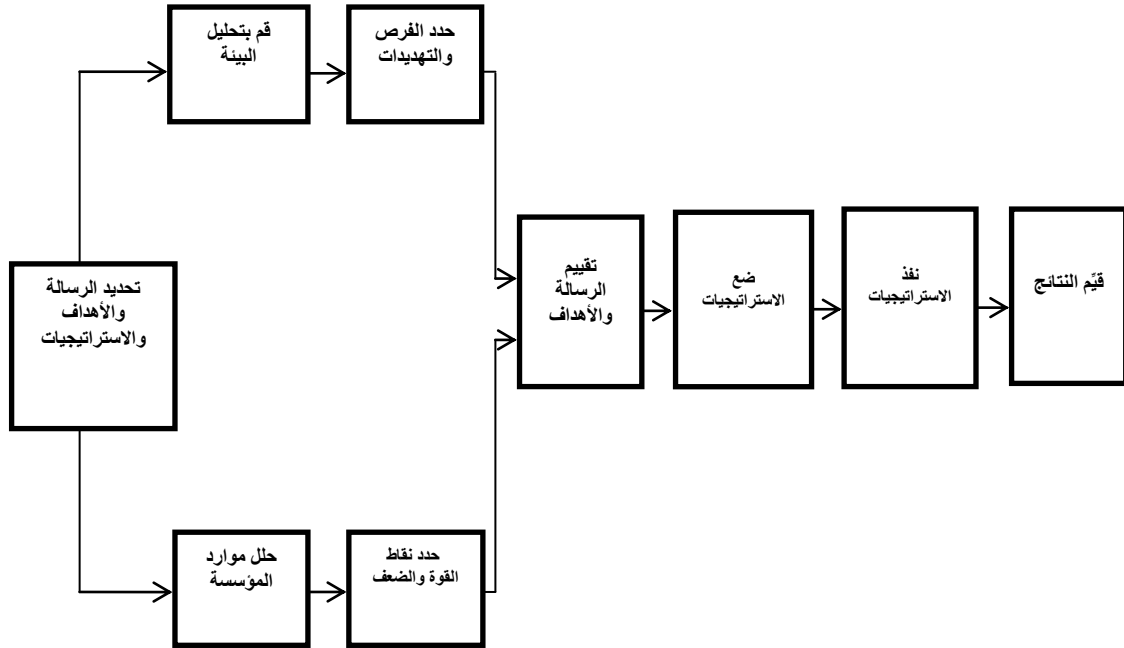 قم بتحليل
البيئة
حدد الفرص
والتهديدات
تحديد الرسالة
والأهداف
والاستراتيجيات
تقييم
الرسالة
والأهداف
ضع
الاستراتيجيات
نفذ
الاستراتيجيات
قيِّم النتائج
حلل موارد
المؤسسة
حدد نقاط
القوة والضعف